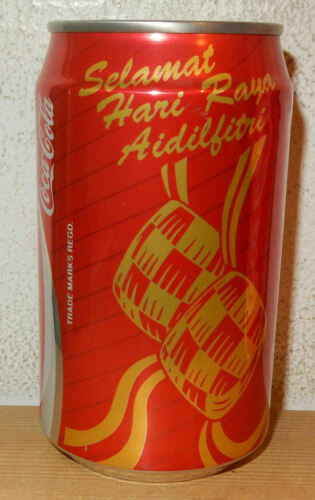 Selamat
Hari Raya
Aidilfitri
Coca-Cola
TRADE MARKS REGD.